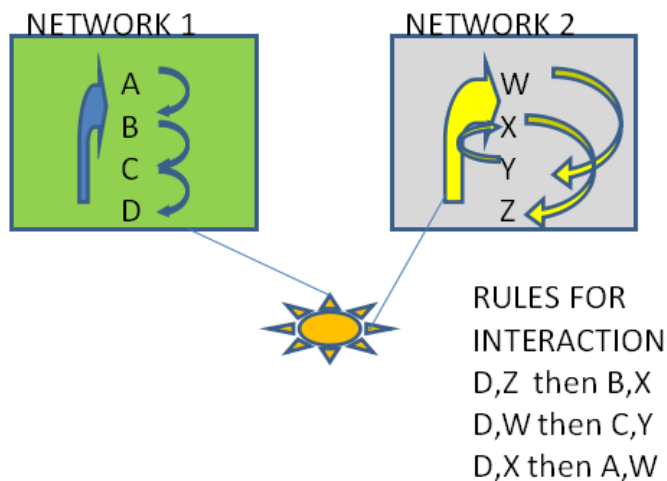 NETWORK 1
A
B
C
D
NETWORK 2
W
X
Y
Z
RULES FOR
INTERACTION
D,Z then B,X
D,W then C,Y
D,X then A,W